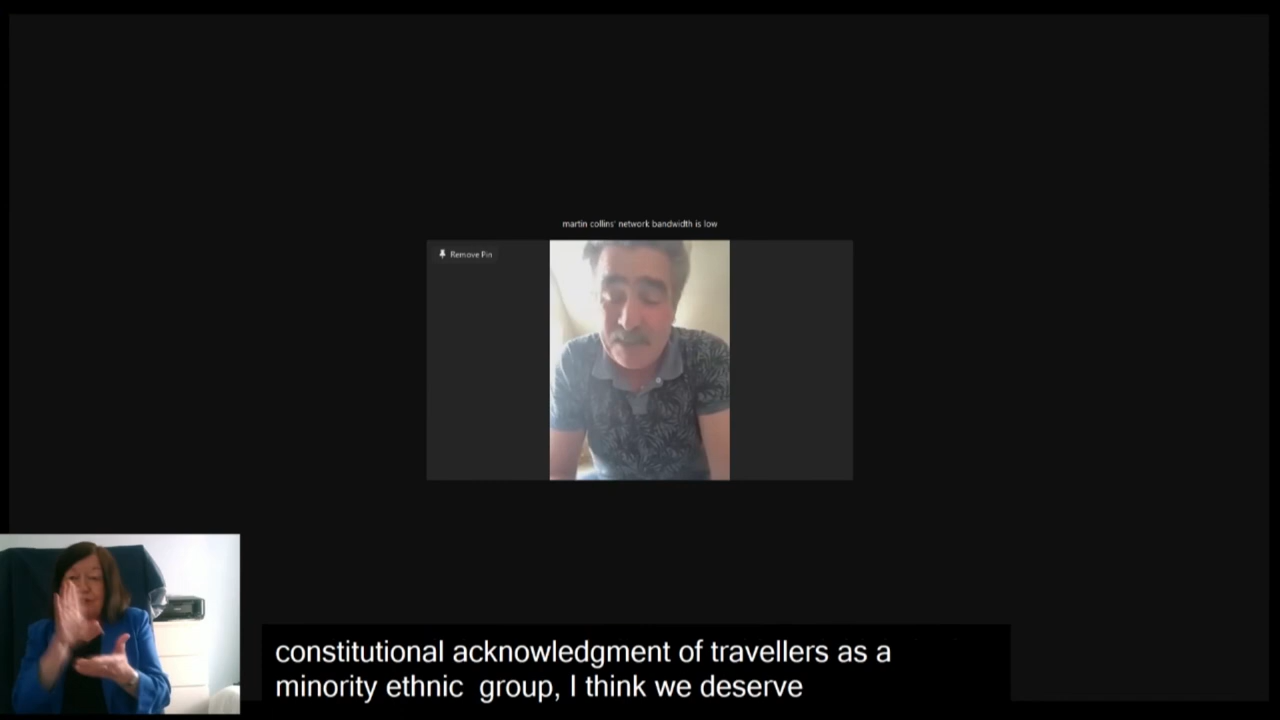 martin collins' network bandwidth is low
Remove Pin
constitutional acknowledgment of travellers as a
minority ethnic  group, I think we deserve